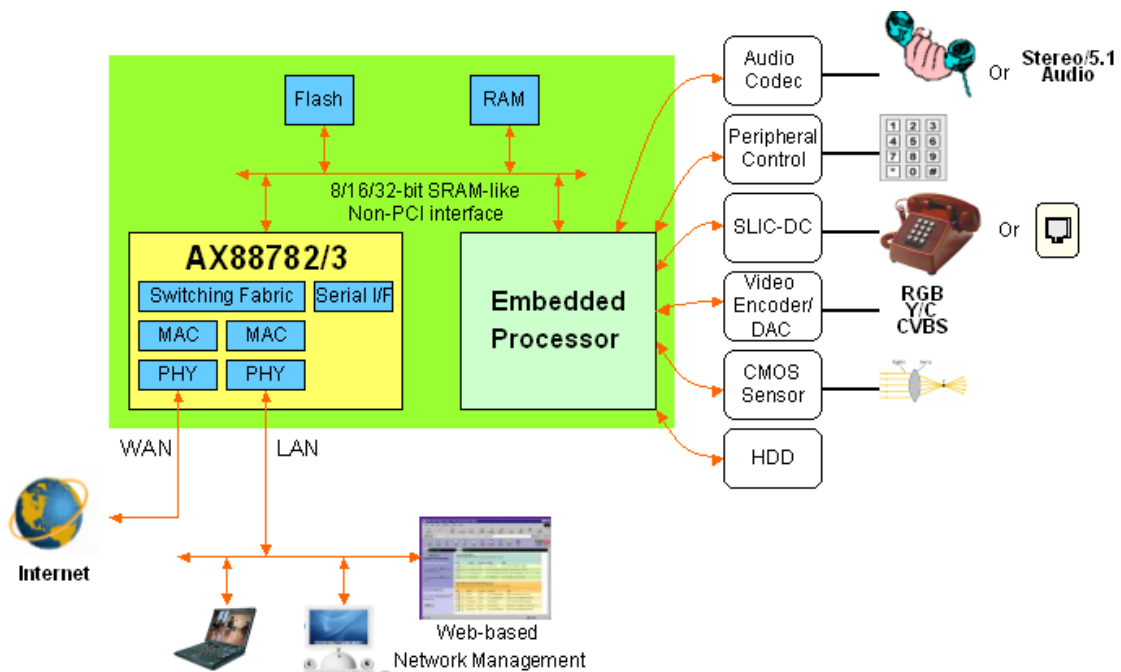 Flash
RAM
8/16/32-bit SRAM-like
Non-PCI interface
AX88782/3
Switching Fabric
Serial I/F
MAC
MAC
PHY
PHY
Embedded
Processor
WAN
LAN
Internet
Web-based
Network Management
Audio
Codec
Or
Stereo/5.1
Audio
Peripheral
Control
1 2 3
4 5 6
7 8 9
* 0 #
SLIC-DC
Or
Video
Encoder/
DAC
RGB
Y/C
CVBS
CMOS
Sensor
light
lens
HDD